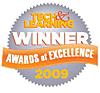 TECH&
LEARNING
WINNER
AWARDS of EXCELLENCE
2009